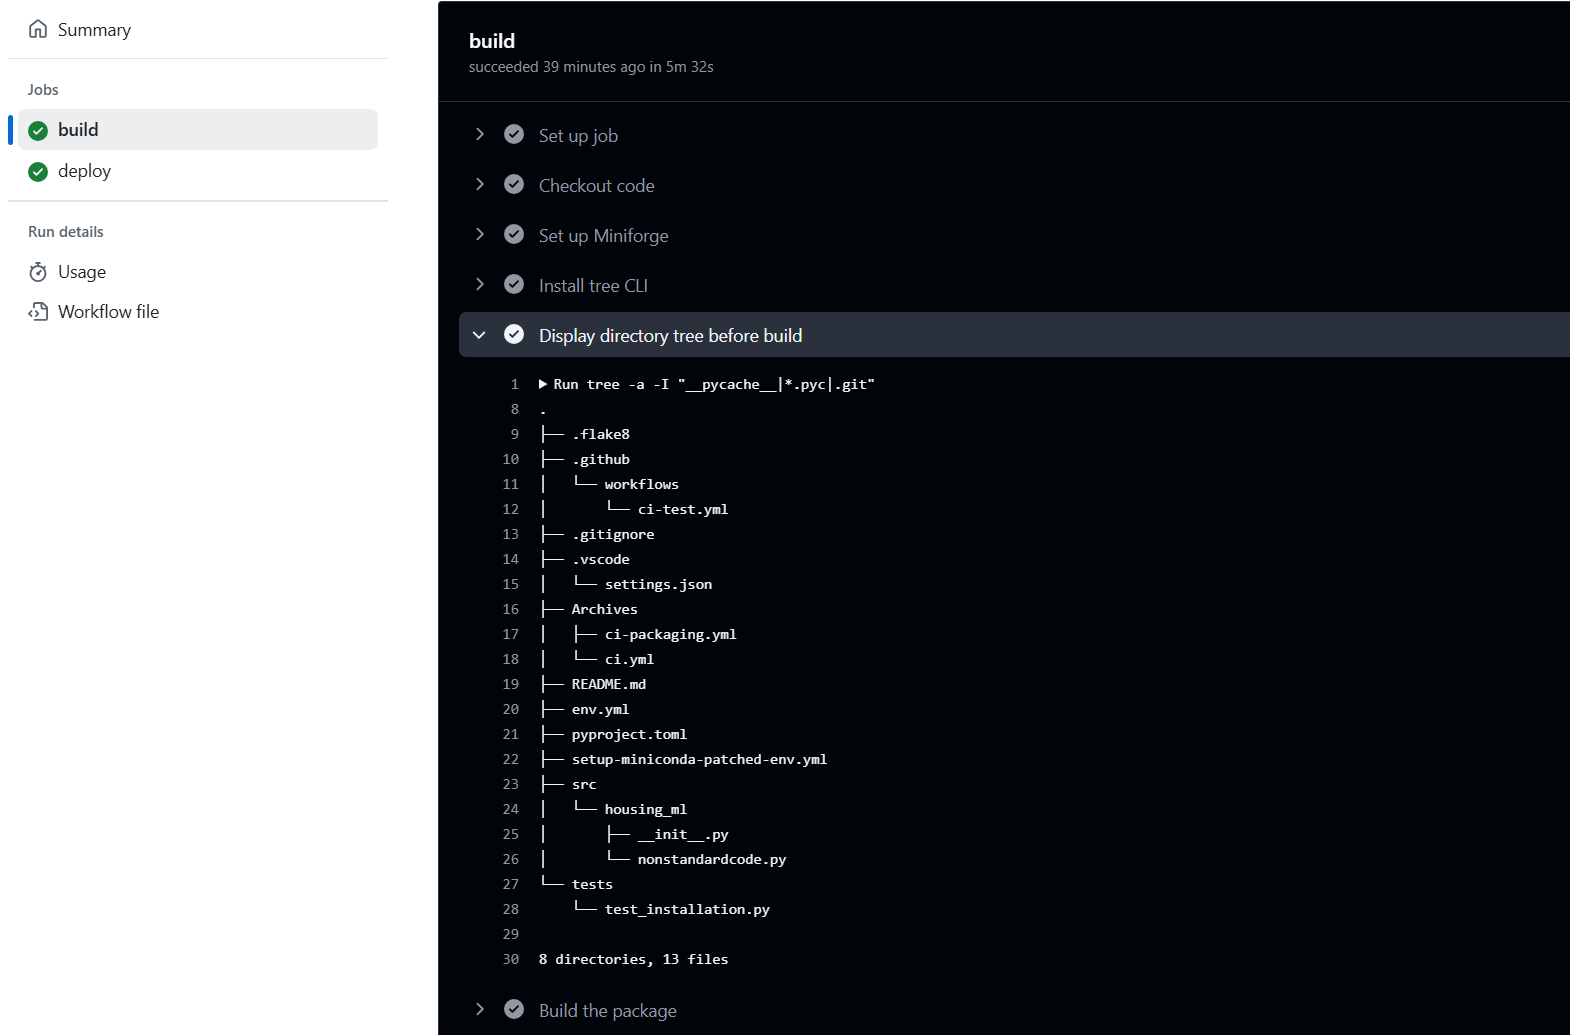 Summary
Jobs
build
deploy
Run details
Usage
Workflow file
build
succeeded 39 minutes ago in 5m 32s
Set up job
Checkout code
Set up Miniforge
Install tree CLI
Display directory tree before build
1 Run tree -a -I "__pycache__|*.pyc|.git"
8 .
9 ├── .flake8
10 ├── .github
11 │   └── workflows
12 │       └── ci-test.yml
13 ├── .gitignore
14 ├── .vscode
15 │   └── settings.json
16 ├── Archives
17 │   ├── ci-packaging.yml
18 │   └── ci.yml
19 ├── README.md
20 ├── env.yml
21 ├── pyproject.toml
22 ├── setup-miniconda-patched-env.yml
23 ├── src
24 │   └── housing_ml
25 │       ├── __init__.py
26 │       └── nonstandardcode.py
27 └── tests
28     └── test_installation.py
29
30 8 directories, 13 files
Build the package